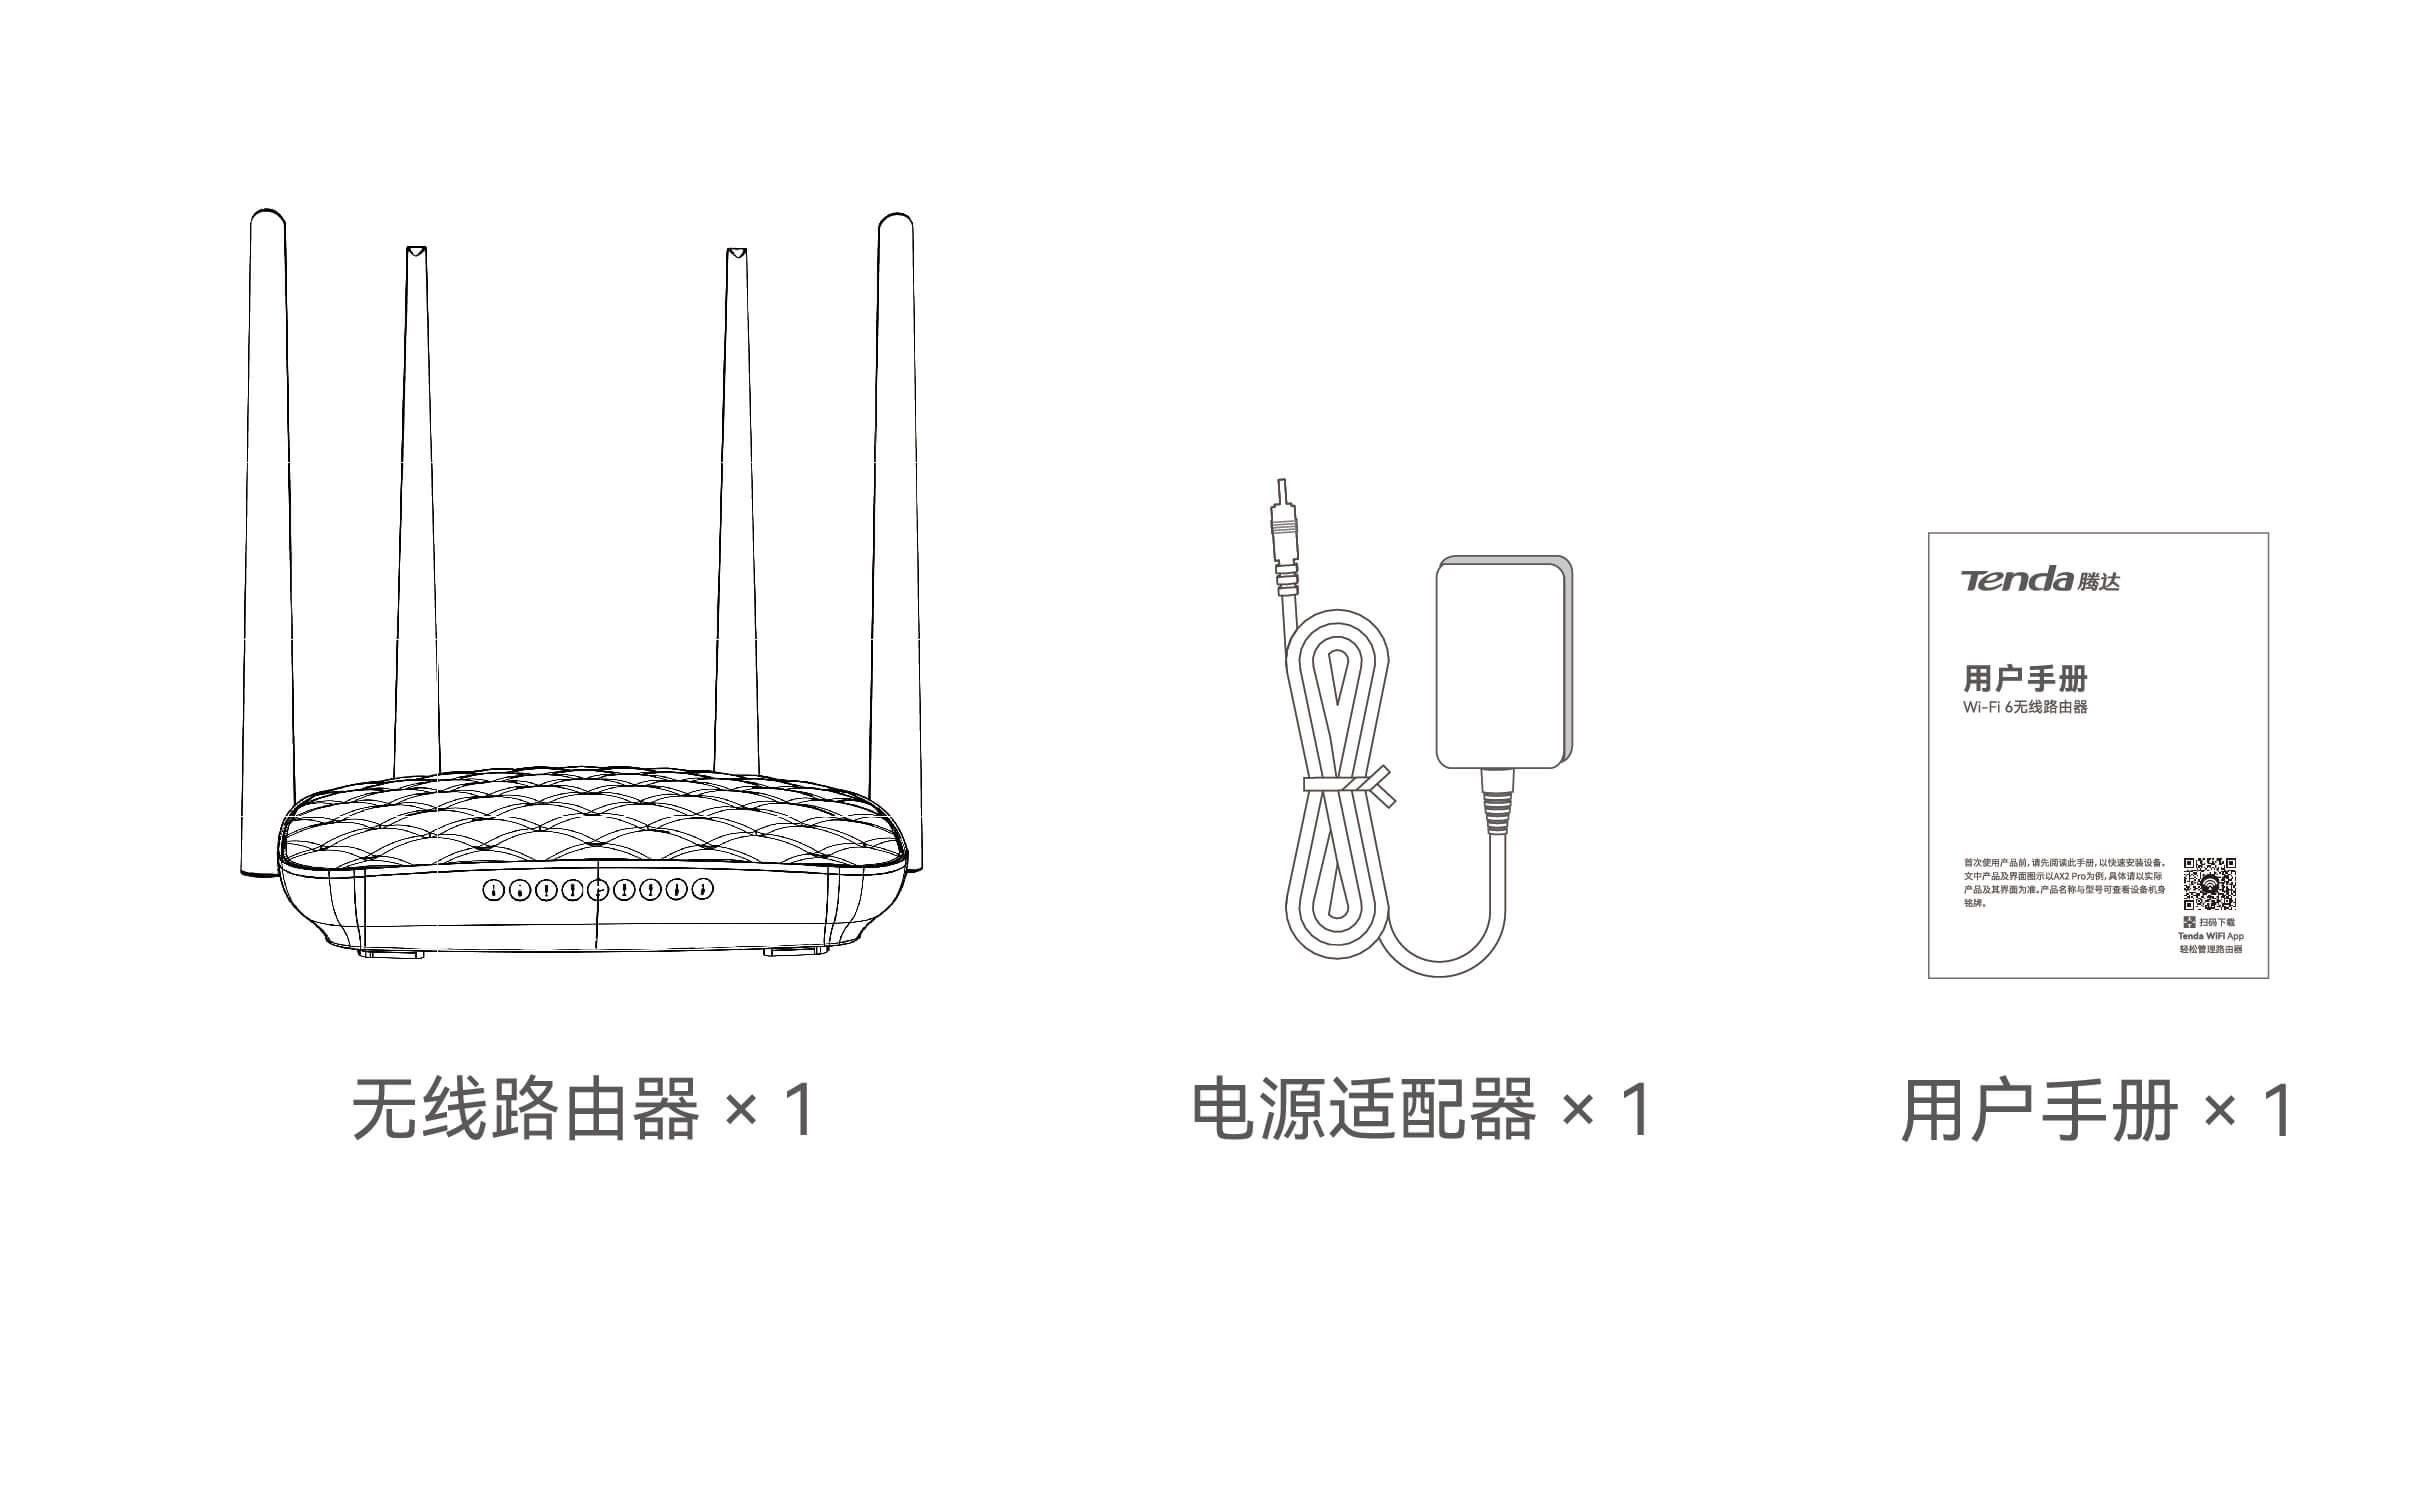 Tenda 腾达
用户手册
Wi-Fi 6无线路由器
首次使用产品前,请先阅读此手册,以快速安装设备。
文中产品及界面图示以AX2 Pro为例,具体请以实际
产品及其界面为准。产品名称与型号可查看设备机身
铭牌。
扫码下载
Tenda WiFi App
轻松管理路由器
无线路由器 × 1
电源适配器 × 1
用户手册 × 1